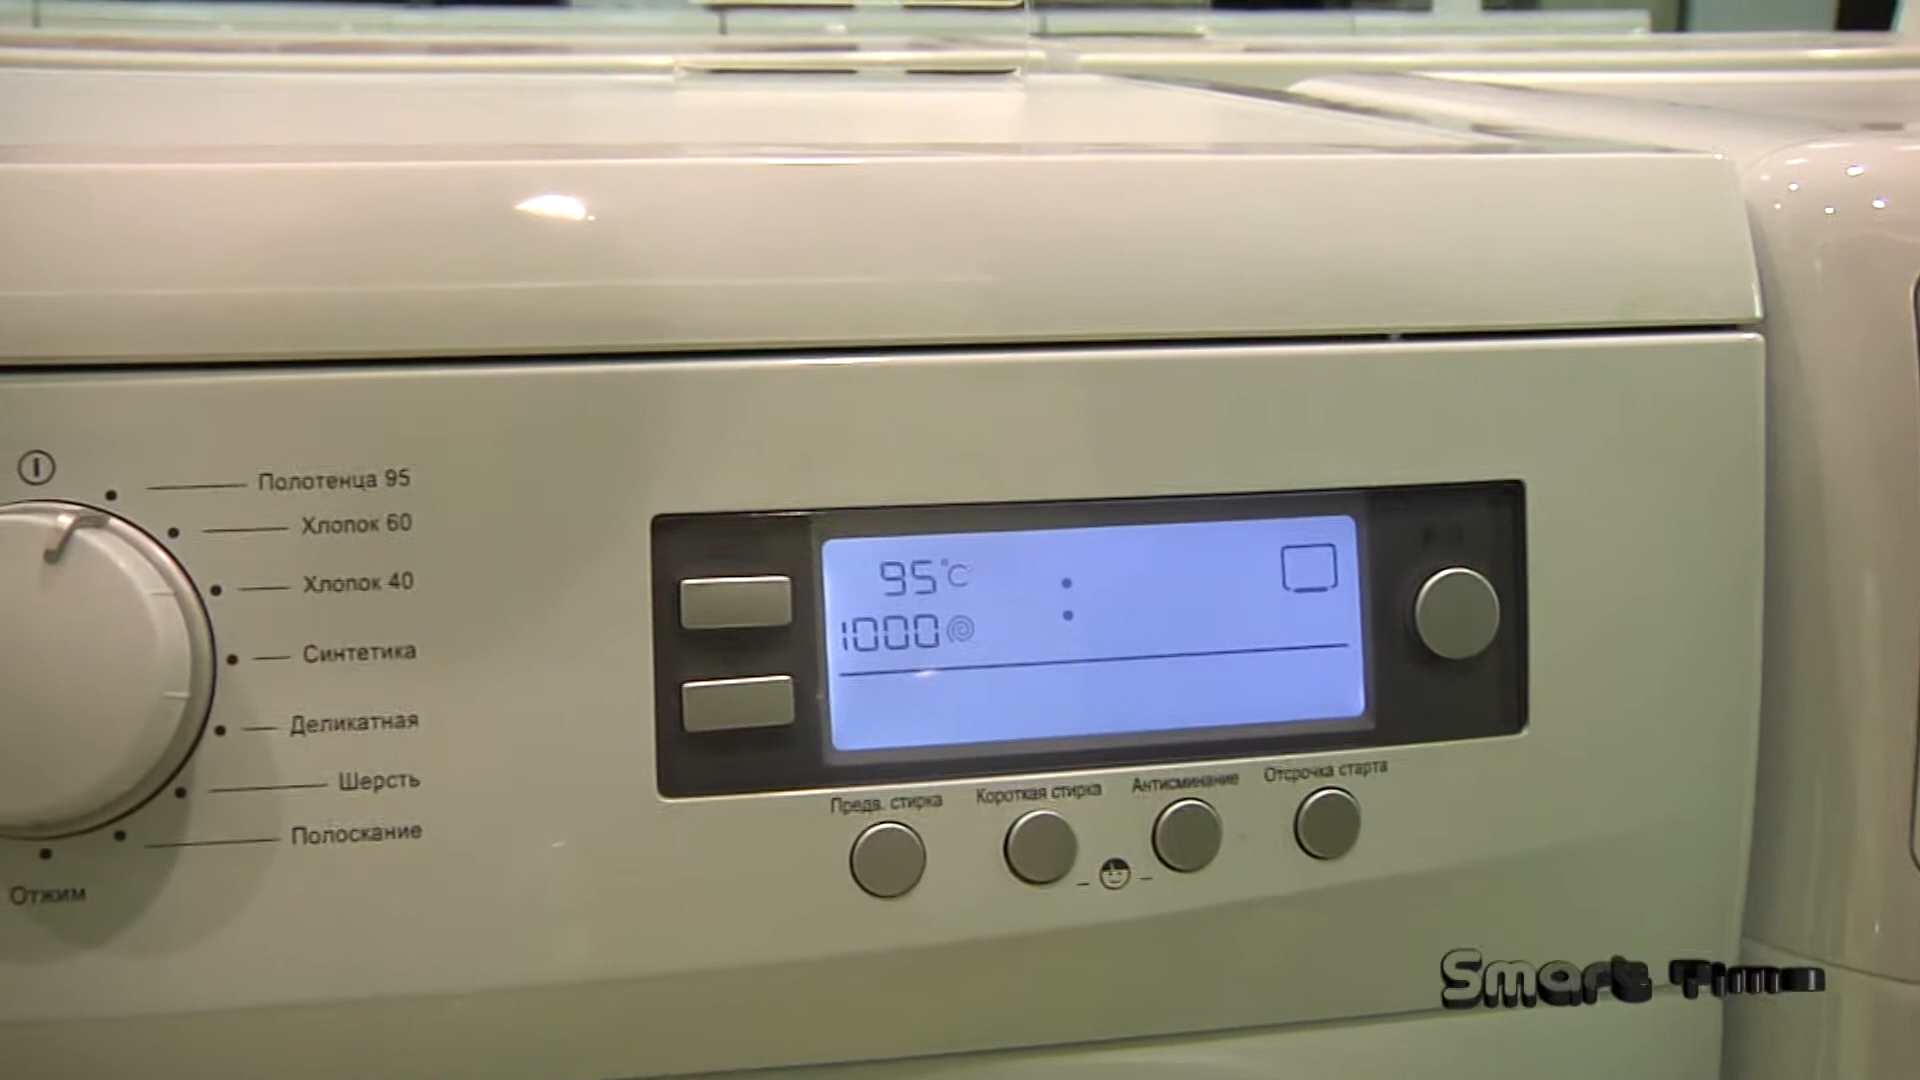 Полотенца 95
Хлопок 60
Хлопок 40
Синтетика
Деликатная
Шерсть
Полоскание
Отжим
95°C
1000
:
Предв. стирка
Короткая стирка
Антисминание
Отсрочка старта
Smart Time